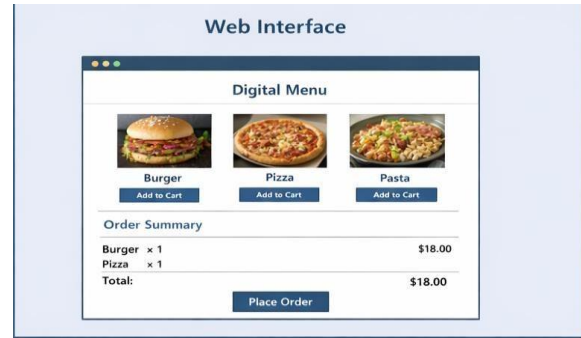 Web Interface
Digital Menu
Burger Pizza Pasta
Add to Cart Add to Cart Add to Cart
Order Summary
Burger × 1 $18.00
Pizza × 1
Total: $18.00
Place Order